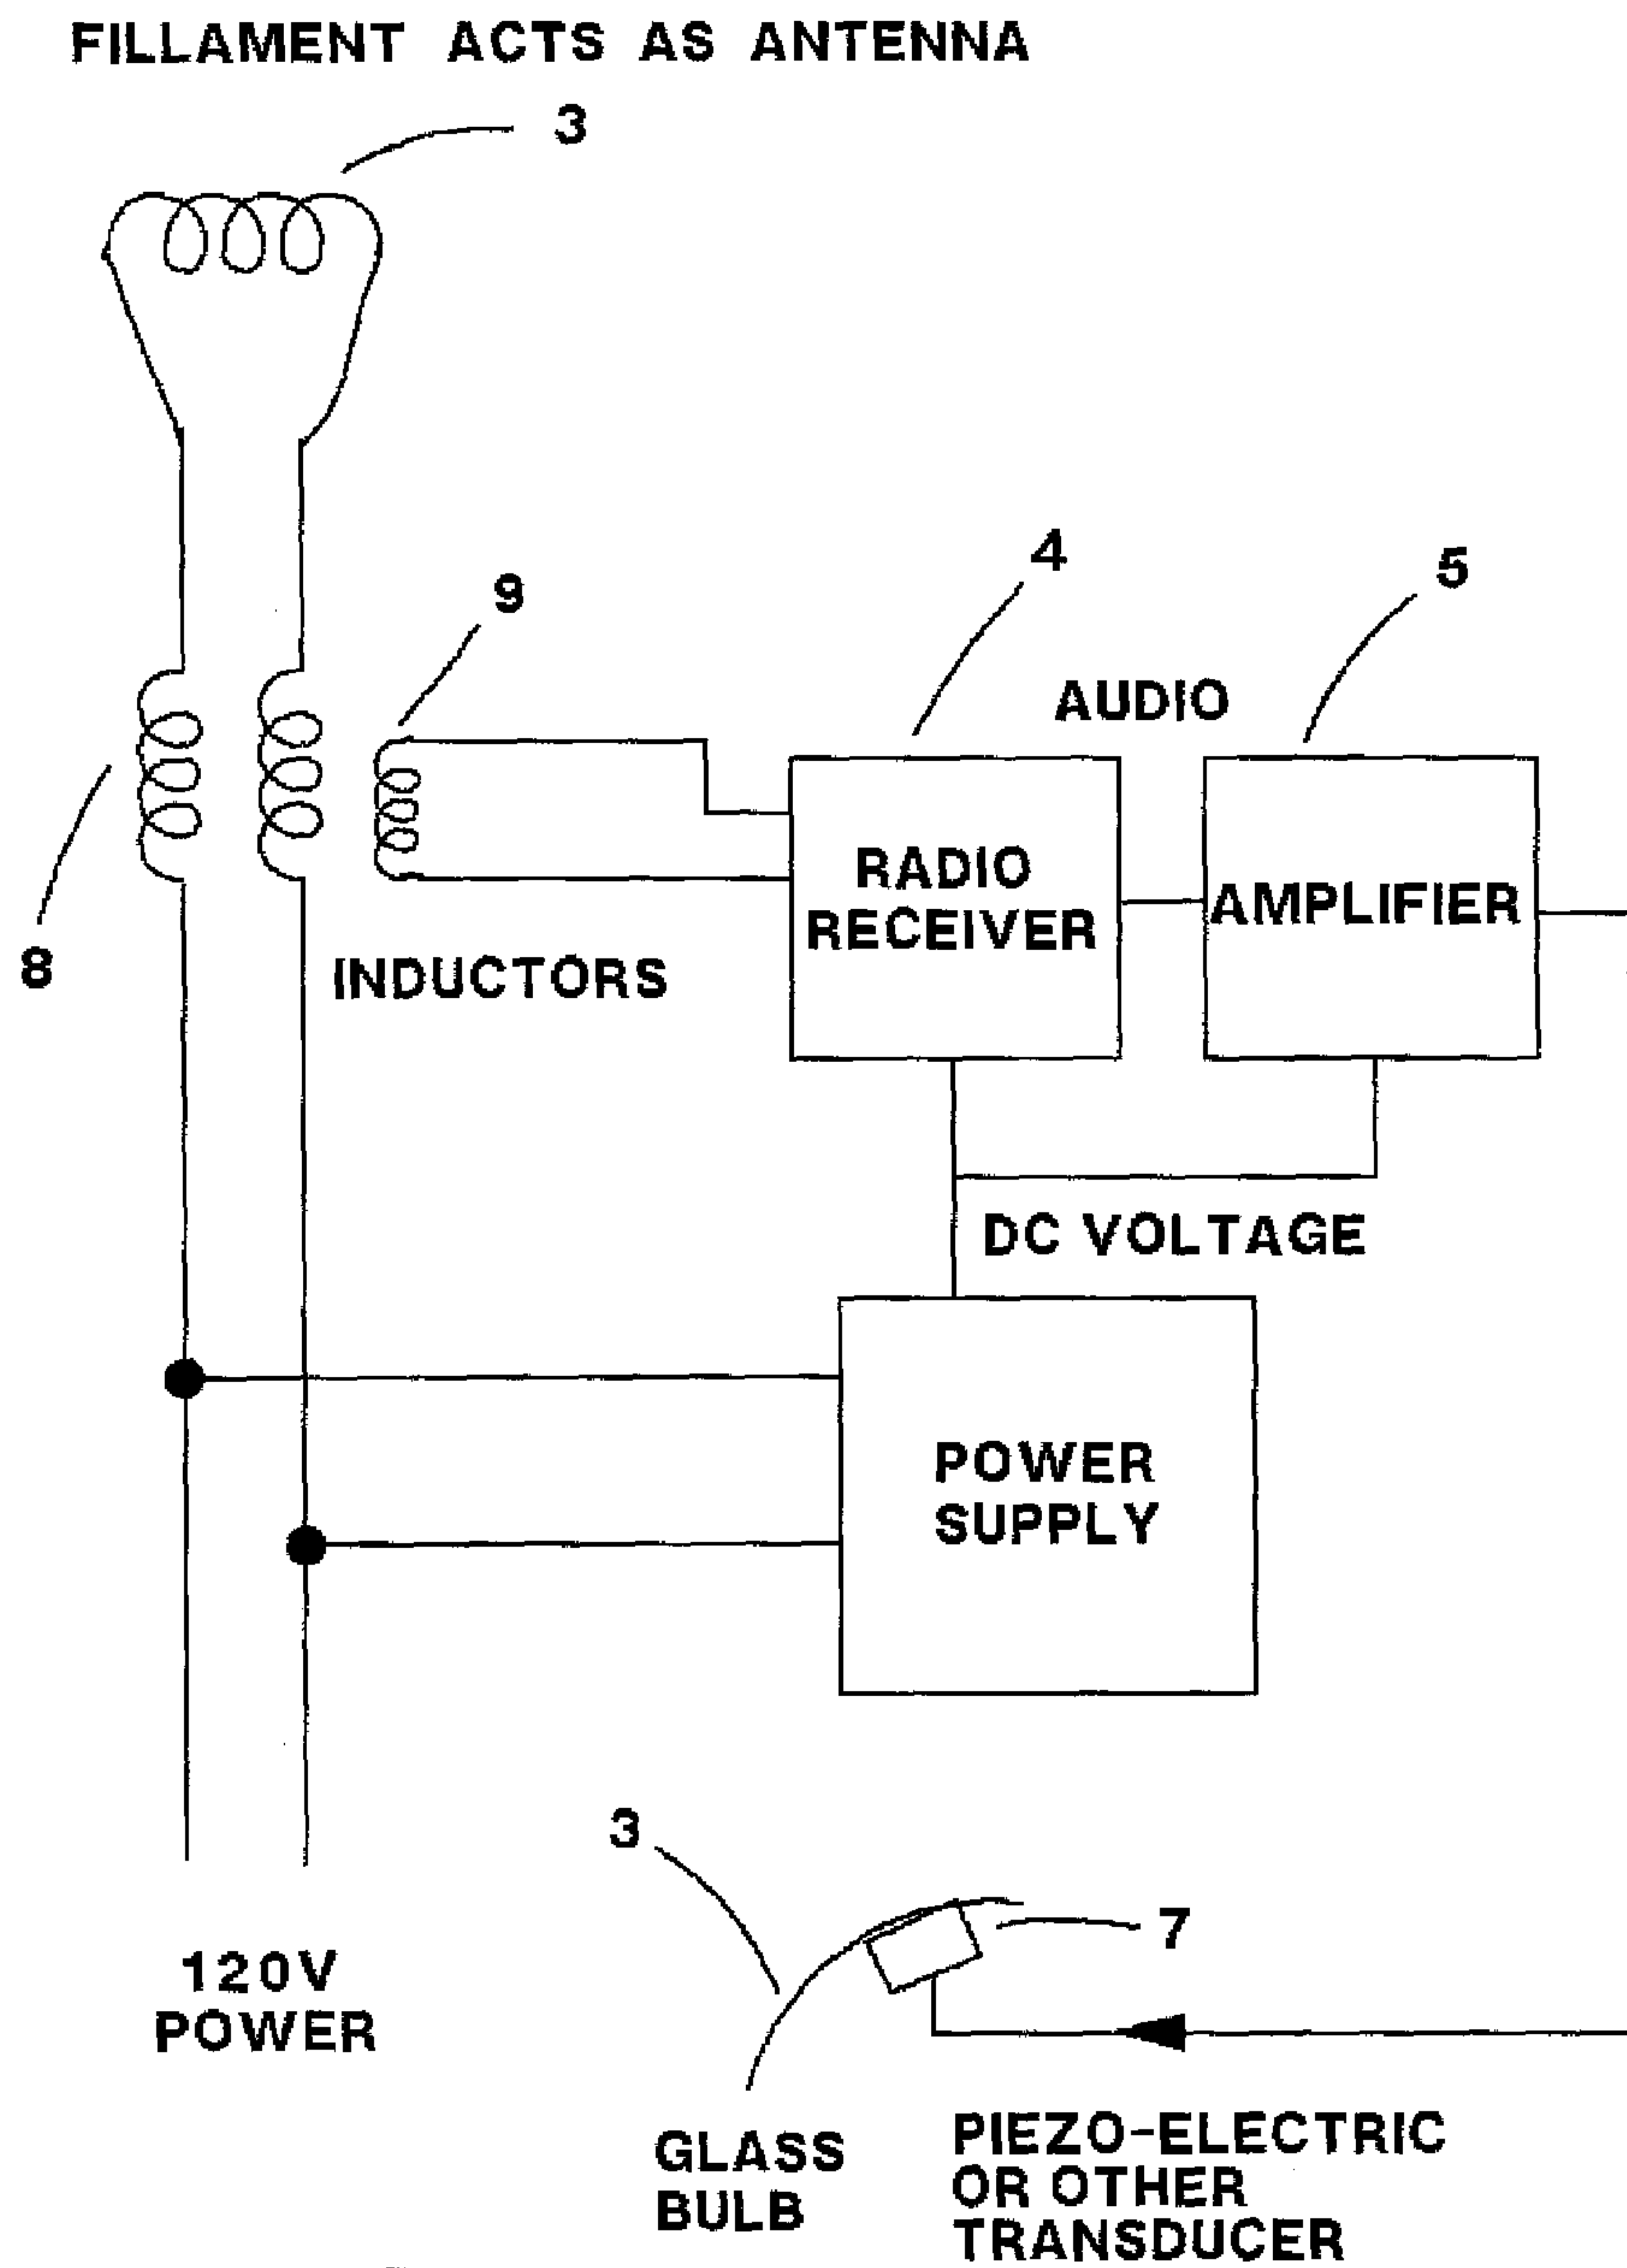 FILLAMENT ACTS AS ANTENNA
3
4
5
9
AUDIO
8
RADIO
RECEIVER
AMPLIFIER
INDUCTORS
DC VOLTAGE
POWER
SUPPLY
3
7
120V
POWER
GLASS
BULB
PIEZO-ELECTRIC
OR OTHER
TRANSDUCER